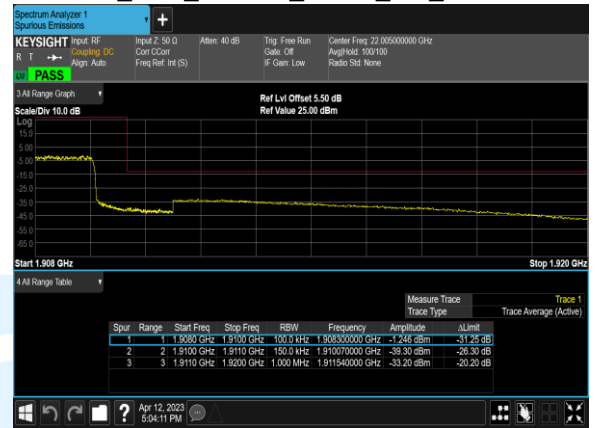 Spectrum Analyzer 1
Spurious Emissions
KEYSIGHT Input: RF Input Z: 50 Ω Atten: 40 dB Trig: Free Run Center Freq: 22.005000000 GHz
R T Coupling: DC Corr CCorr Gate: Off Avg|Hold: 100/100
Align: Auto Freq Ref: Int (S) IF Gain: Low Radio Std: None
PASS
3 All Range Graph
Ref Lvl Offset 5.50 dB
Scale/Div 10.0 dB Ref Value 25.00 dBm
Log
15.0
5.00
-5.00
-15.0
-25.0
-35.0
-45.0
-55.0
-65.0
Start 1.908 GHz Stop 1.920 GHz
4 All Range Table
Measure Trace Trace 1
Trace Type Trace Average (Active)
Spur Range Start Freq Stop Freq RBW Frequency Amplitude ΔLimit
1 1 1.9080 GHz 1.9100 GHz 100.0 kHz 1.908300000 GHz -1.246 dBm -31.25 dB
2 2 1.9100 GHz 1.9110 GHz 150.0 kHz 1.910070000 GHz -39.30 dBm -26.30 dB
3 3 1.9110 GHz 1.9200 GHz 1.000 MHz 1.911540000 GHz -33.20 dBm -20.20 dB
? Apr 12, 2023
5:04:11 PM